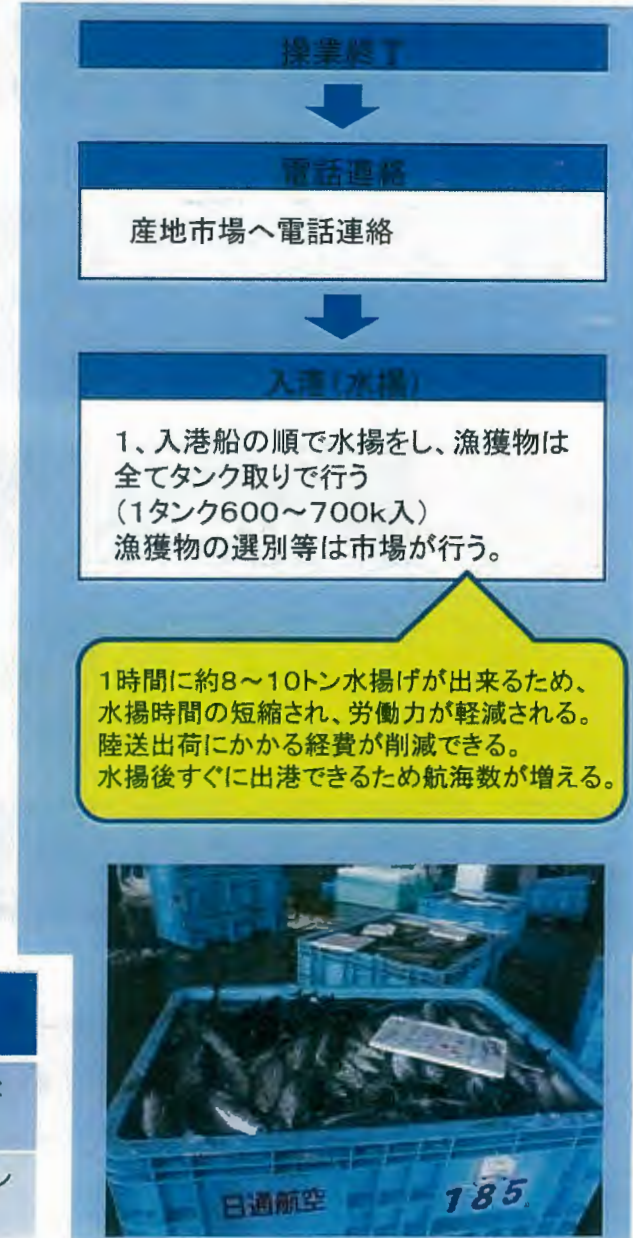 操業終了
電話連絡
産地市場へ電話連絡
入港(水揚)
1、入港船の順で水揚をし、漁獲物は
全てタンク取りで行う
(1タンク600～700k入)
漁獲物の選別等は市場が行う。
1時間に約8～10トン水揚げが出来るため、
水揚時間の短縮され、労働力が軽減される。
陸送出荷にかかる経費が削減できる。
水揚後すぐに出港できるため航海数が増える。
日通航空
185